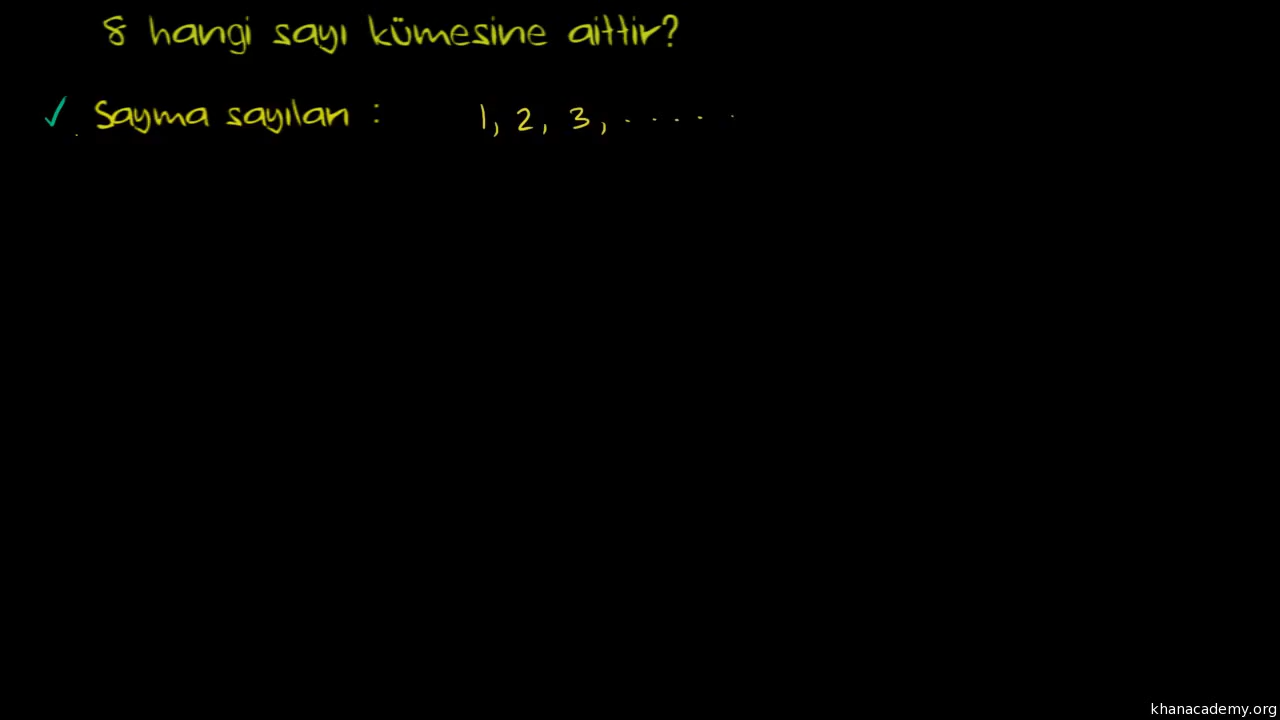 8 hangi sayı kümesine aittir?
✓ Sayma sayıları : 1, 2, 3, . . . . . .
khanacademy.org